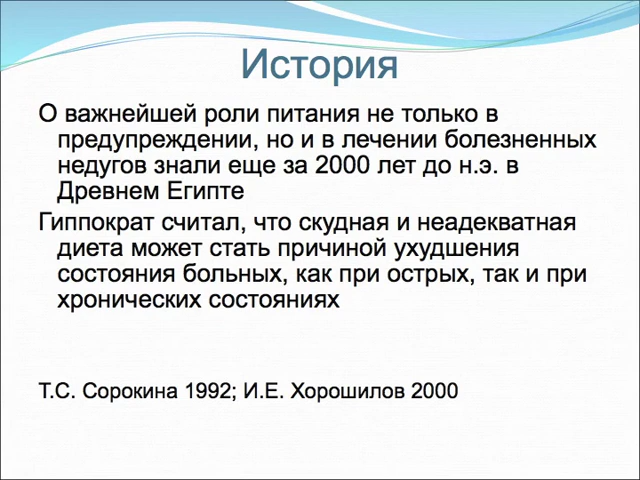 История
О важнейшей роли питания не только в
предупреждении, но и в лечении болезненных
недугов знали еще за 2000 лет до н.э. в
Древнем Египте
Гиппократ считал, что скудная и неадекватная
диета может стать причиной ухудшения
состояния больных, как при острых, так и при
хронических состояниях
Т.С. Сорокина 1992; И.Е. Хорошилов 2000